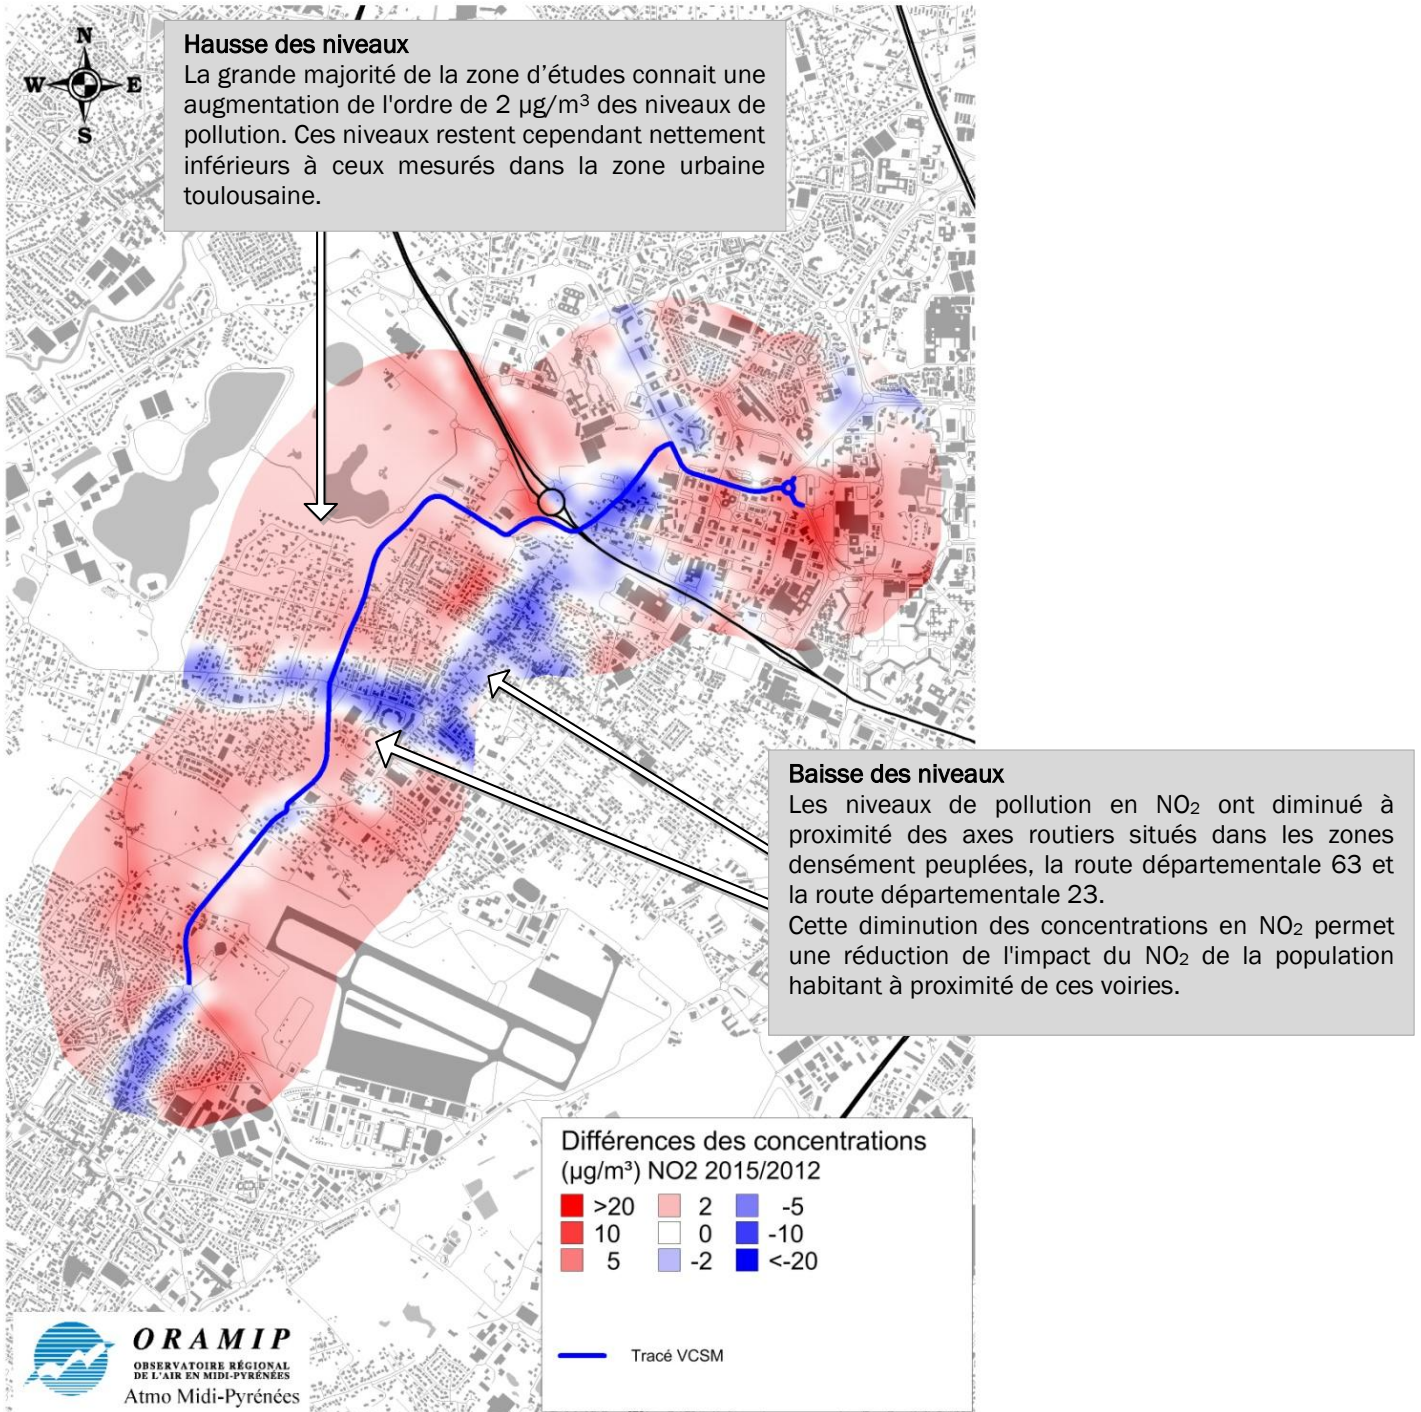 N
W
E
S
Hausse des niveaux
La grande majorité de la zone d'études connait une
augmentation de l'ordre de 2 µg/m³ des niveaux de
pollution. Ces niveaux restent cependant nettement
inférieurs à ceux mesurés dans la zone urbaine
toulousaine.
Baisse des niveaux
Les niveaux de pollution en NO₂ ont diminué à
proximité des axes routiers situés dans les zones
densément peuplées, la route départementale 63 et
la route départementale 23.
Cette diminution des concentrations en NO₂ permet
une réduction de l'impact du NO₂ de la population
habitant à proximité de ces voiries.
Différences des concentrations
(µg/m³) NO2 2015/2012
>20 2 -5
10 0 -10
5 -2 <-20
Tracé VCSM
ORAMIP
OBSERVATOIRE RÉGIONAL
DE L'AIR EN MIDI-PYRÉNÉES
Atmo Midi-Pyrénées